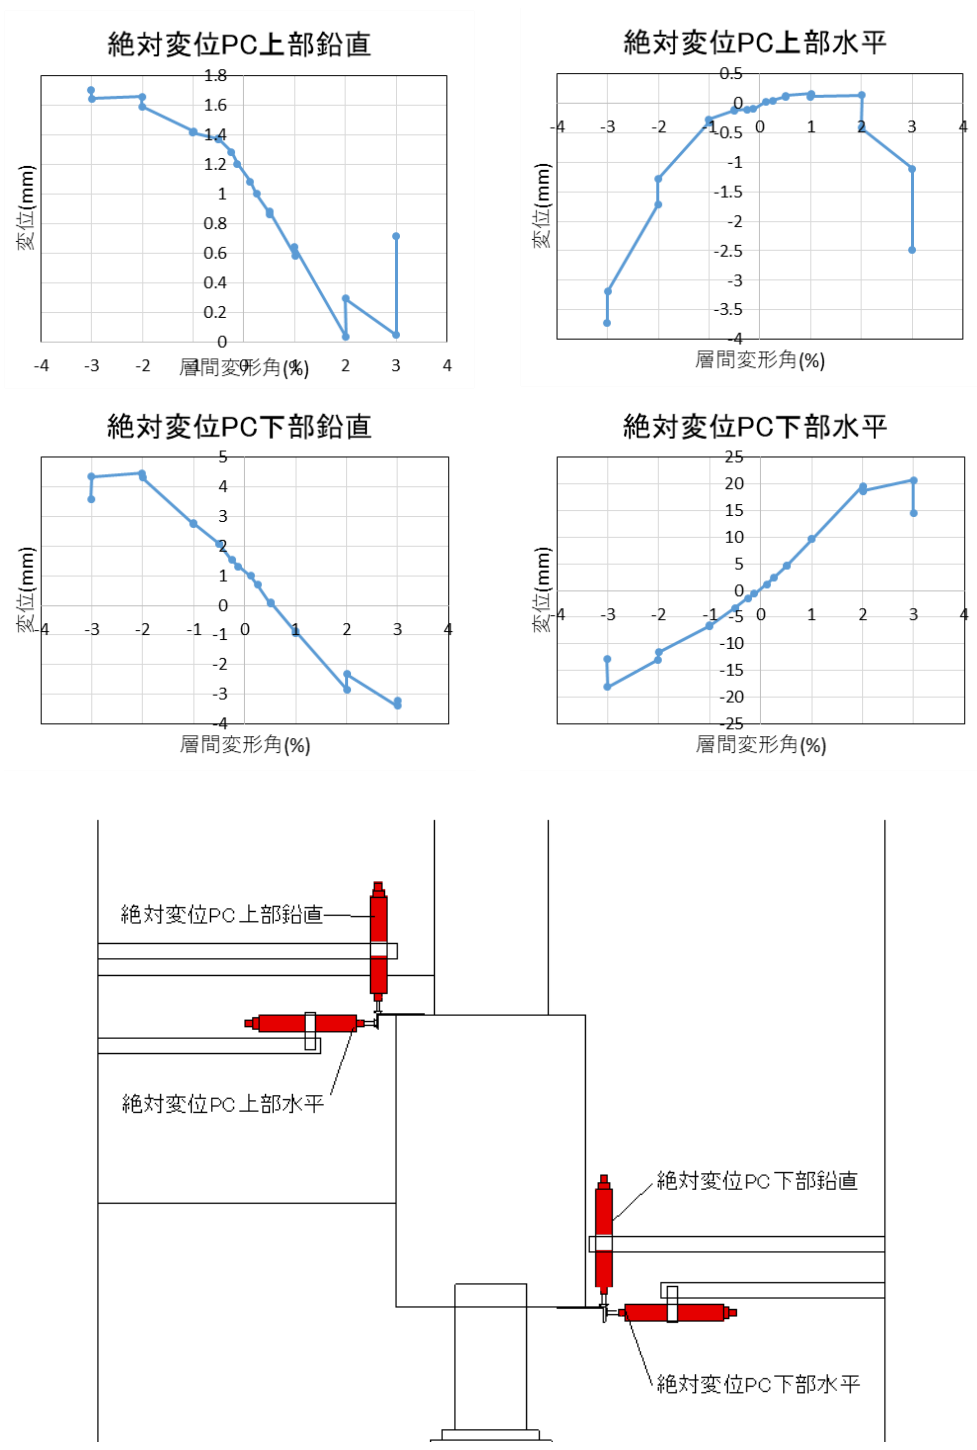 絶対変位PC上部鉛直
1.8
1.6
1.4
1.2
1
0.8
0.6
0.4
0.2
0
-4 -3 -2 -1 0 1 2 3 4
変位(mm)
層間変形角(%)
絶対変位PC上部水平
0.5
0
-0.5
-1
-1.5
-2
-2.5
-3
-3.5
-4
-4 -3 -2 -1 0 1 2 3 4
変位(mm)
層間変形角(%)
絶対変位PC下部鉛直
5
4
3
2
1
0
-1
-2
-3
-4
-4 -3 -2 -1 0 1 2 3 4
変位(mm)
層間変形角(%)
絶対変位PC下部水平
25
20
15
10
5
0
-5
-10
-15
-20
-25
-4 -3 -2 -1 0 1 2 3 4
変位(mm)
層間変形角(%)
絶対変位PC上部鉛直
絶対変位PC上部水平
絶対変位PC下部鉛直
絶対変位PC下部水平